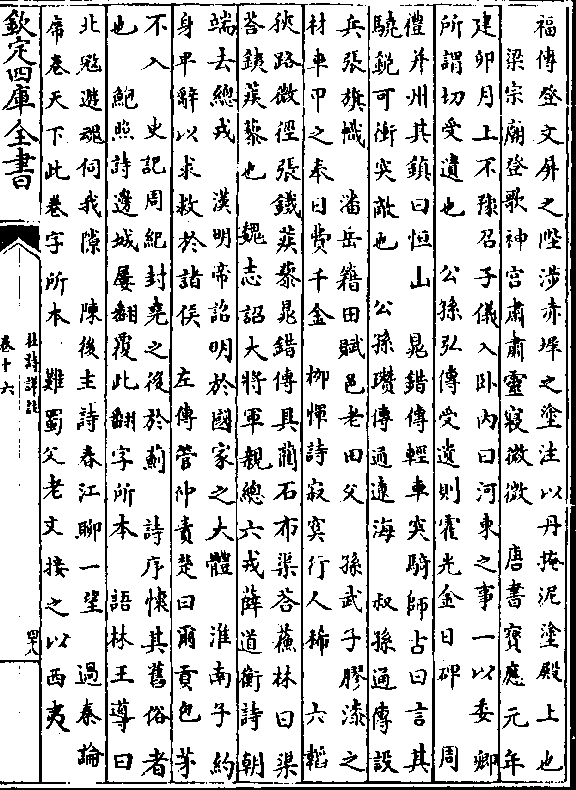 福傳登文屏之陛涉赤墀之塗注以丹掩泥塗殿上也
梁宗廟登歌神宫肅肅靈寢微微 唐書寳應元年
建卯月上不豫召子儀入卧内曰河東之事一以委卿
所謂切受遺也 公孫弘傳受遺則霍光金日磾 周
禮并州其鎮曰恒山 晁錯傳輕車突騎師古曰言其
驍鋭可衝突敵也 公孫瓚傳通遼海 叔孫通傳設
兵張旗幟 潘岳籍田賦邑老田父 孫武子膠漆之
材車甲之奉日費千金 柳惲詩寂寞行人稀 六韜
狹路微徑張鐵蒺藜晁錯傳具藺石布渠荅蘓林曰渠
荅鐵蒺藜也 魏志詔大將軍親總六戎薛道衡詩朝
端去總戎 漢明帝詔明於國家之大體 淮南子約
身卑辭以求救於諸侯 左傳管仲責楚曰爾貢包茅
不入 史記周紀封堯之後於薊 詩序懷其舊俗者
也 鮑照詩邊城屢翻覆此翻字所本 語林王導曰
北虜遊魂伺我隙 陳後主詩春江聊一望 過秦論
席卷天下此卷字所本 難蜀父老文接之以西夷
欽定四庫全書
杜詩詳註
卷十六
四八